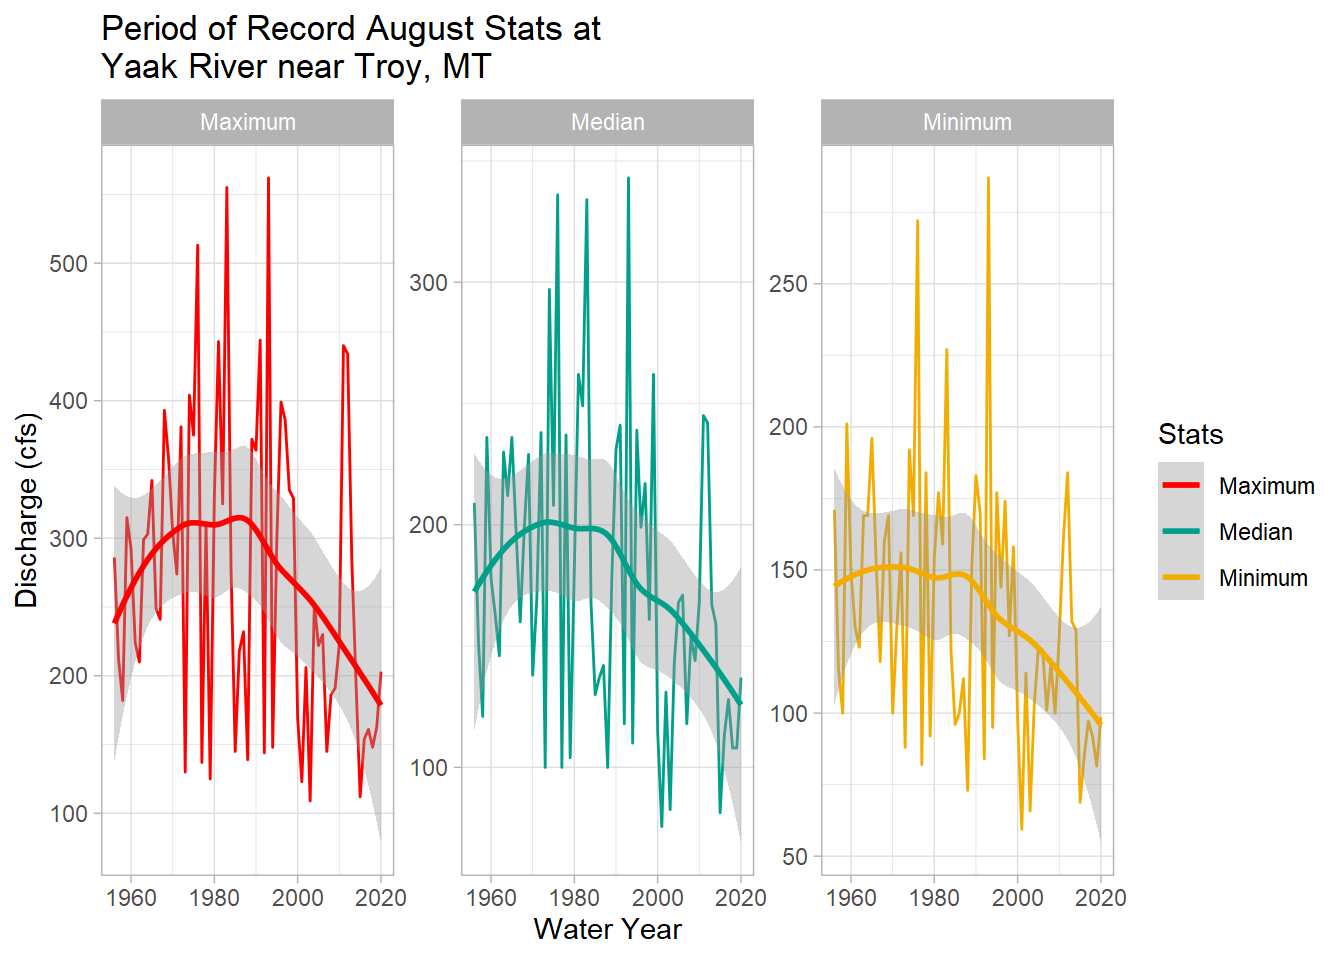 Period of Record August Stats at
Yaak River near Troy, MT
Maximum
Median
Minimum
Discharge (cfs)
500
400
300
200
100
300
200
100
250
200
150
100
50
1960 1980 2000 2020
1960 1980 2000 2020
1960 1980 2000 2020
Water Year
Stats
Maximum
Median
Minimum